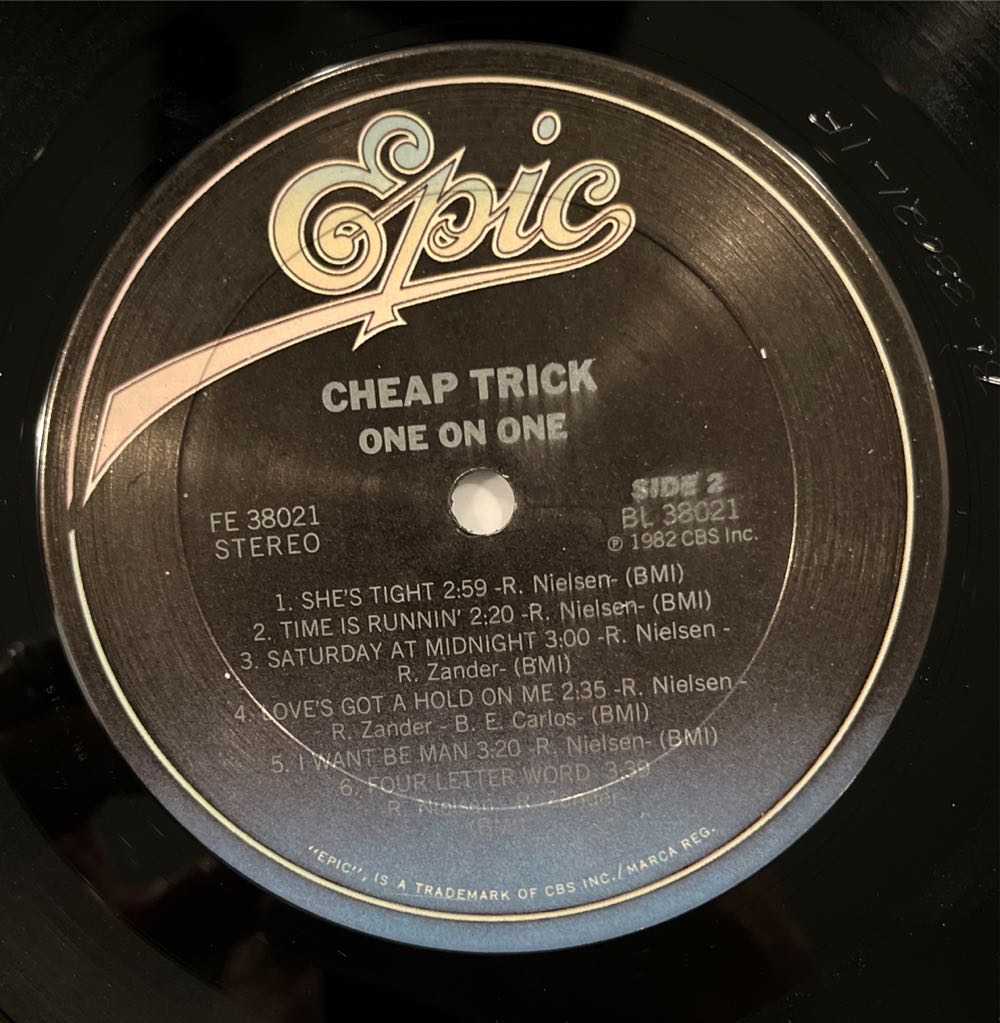 Epic
CHEAP TRICK
ONE ON ONE
FE 38021
STEREO
SIDE 2
BL 38021
℗ 1982 CBS Inc.
1. SHE'S TIGHT 2:59 -R. Nielsen- (BMI)
2. TIME IS RUNNIN' 2:20 -R. Nielsen- (BMI)
3. SATURDAY AT MIDNIGHT 3:00 -R. Nielsen -
R. Zander- (BMI)
4. LOVE'S GOT A HOLD ON ME 2:35 -R. Nielsen -
R. Zander - B. E. Carlos- (BMI)
5. I WANT BE MAN 3:20 -R. Nielsen- (BMI)
6. FOUR LETTER WORD 3:39
R. Nielsen - R. Zander-
(BMI)
"EPIC", IS A TRADEMARK OF CBS INC./MARCA REG.